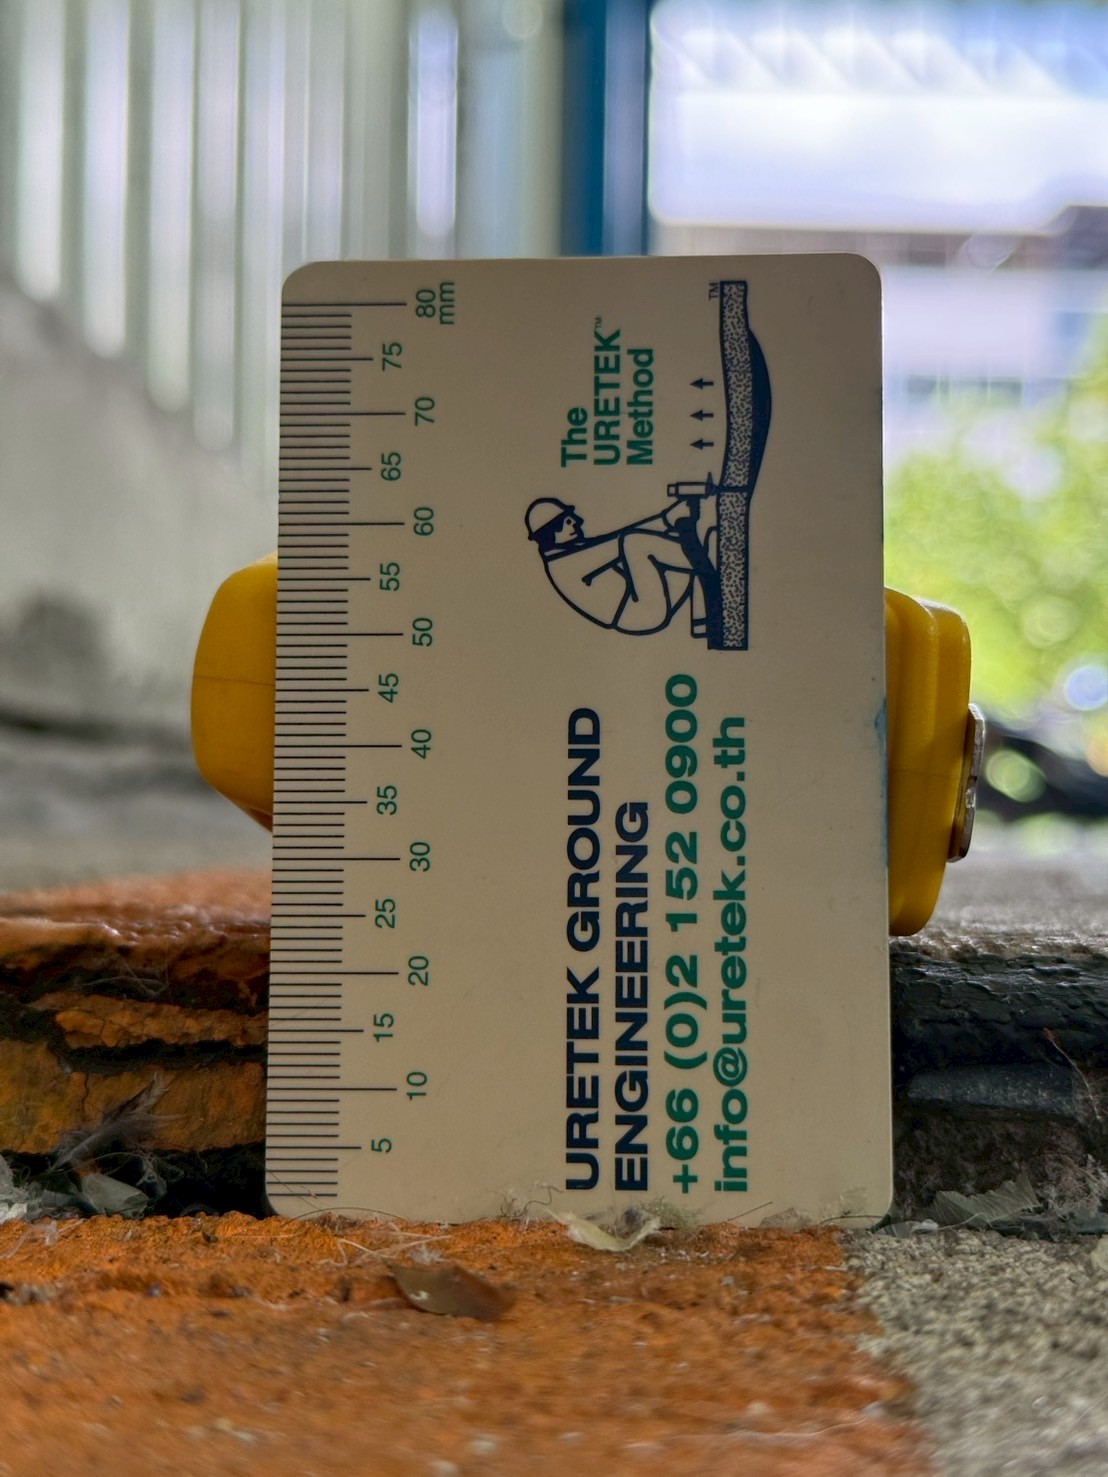 80
mm
75
70
65
60
55
50
45
40
35
30
25
20
15
10
5
The
URETEK™
Method
TM
URETEK GROUND
ENGINEERING
+66 (0)2 152 0900
info@uretek.co.th